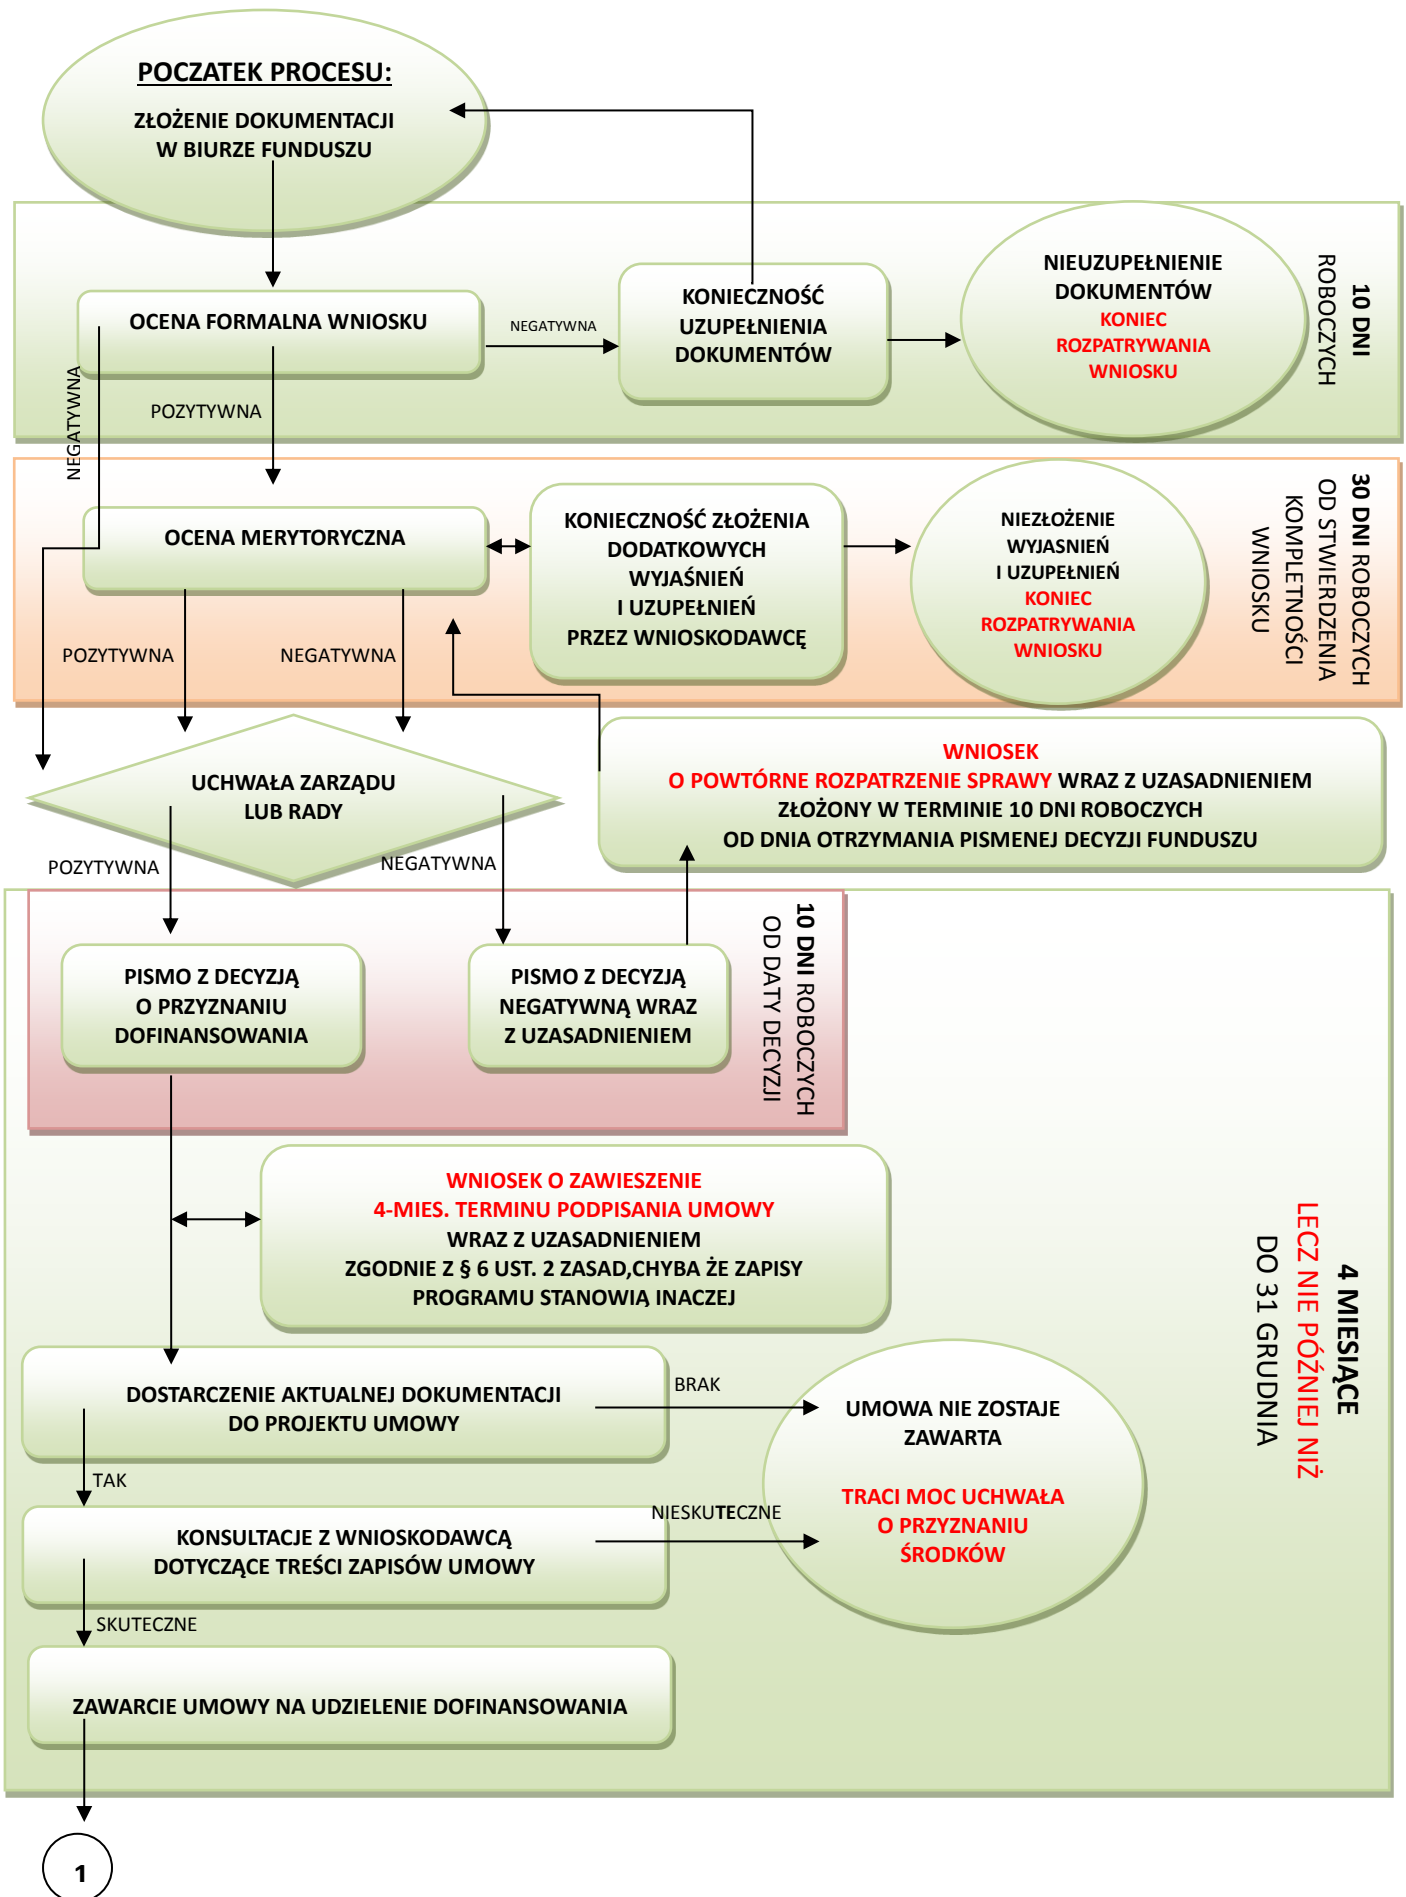 POCZATEK PROCESU:
ZŁOŻENIE DOKUMENTACJI
W BIURZE FUNDUSZU
10 DNI
ROBOCZYCH
OCENA FORMALNA WNIOSKU
NEGATYWNA
KONIECZNOŚĆ
UZUPEŁNIENIA
DOKUMENTÓW
NIEUZUPEŁNIENIE
DOKUMENTÓW
KONIEC
ROZPATRYWANIA
WNIOSKU
NEGATYWNA
POZYTYWNA
30 DNI ROBOCZYCH
OD STWIERDZENIA
KOMPLETNOŚCI
WNIOSKU
OCENA MERYTORYCZNA
KONIECZNOŚĆ ZŁOŻENIA
DODATKOWYCH
WYJAŚNIEŃ
I UZUPEŁNIEŃ
PRZEZ WNIOSKODAWCĘ
NIEZŁOŻENIE
WYJASNIEŃ
I UZUPEŁNIEŃ
KONIEC
ROZPATRYWANIA
WNIOSKU
POZYTYWNA
NEGATYWNA
UCHWAŁA ZARZĄDU
LUB RADY
WNIOSEK
O POWTÓRNE ROZPATRZENIE SPRAWY WRAZ Z UZASADNIENIEM
ZŁOŻONY W TERMINIE 10 DNI ROBOCZYCH
OD DNIA OTRZYMANIA PISMENEJ DECYZJI FUNDUSZU
POZYTYWNA
NEGATYWNA
10 DNI ROBOCZYCH
OD DATY DECYZJI
PISMO Z DECYZJĄ
O PRZYZNANIU
DOFINANSOWANIA
PISMO Z DECYZJĄ
NEGATYWNĄ WRAZ
Z UZASADNIENIEM
WNIOSEK O ZAWIESZENIE
4-MIES. TERMINU PODPISANIA UMOWY
WRAZ Z UZASADNIENIEM
ZGODNIE Z § 6 UST. 2 ZASAD,CHYBA ŻE ZAPISY
PROGRAMU STANOWIĄ INACZEJ
4 MIESIĄCE
LECZ NIE PÓŹNIEJ NIŻ
DO 31 GRUDNIA
DOSTARCZENIE AKTUALNEJ DOKUMENTACJI
DO PROJEKTU UMOWY
BRAK
UMOWA NIE ZOSTAJE
ZAWARTA
TRACI MOC UCHWAŁA
O PRZYZNANIU
ŚRODKÓW
TAK
KONSULTACJE Z WNIOSKODAWCĄ
DOTYCZĄCE TREŚCI ZAPISÓW UMOWY
NIESKUTECZNE
SKUTECZNE
ZAWARCIE UMOWY NA UDZIELENIE DOFINANSOWANIA
1